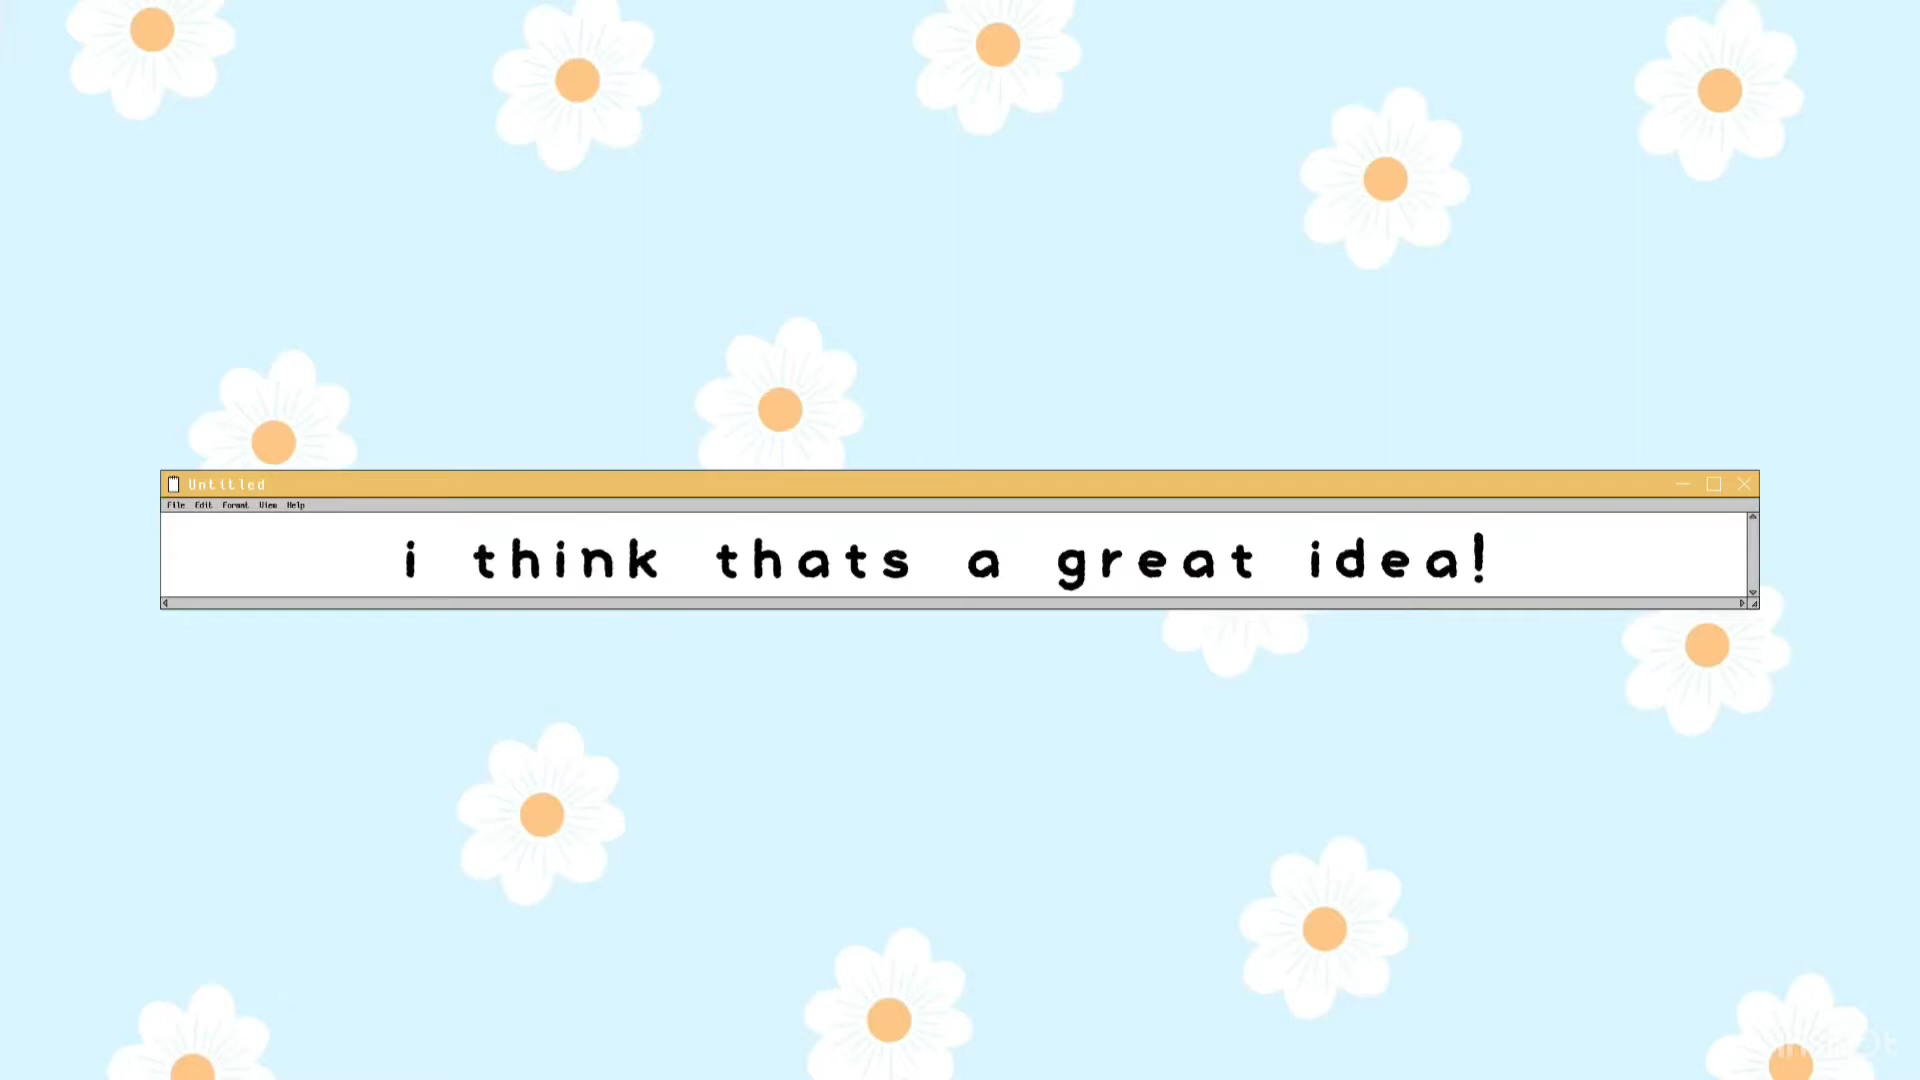 Untitled
File Edit Format View Help
i think thats a great idea!